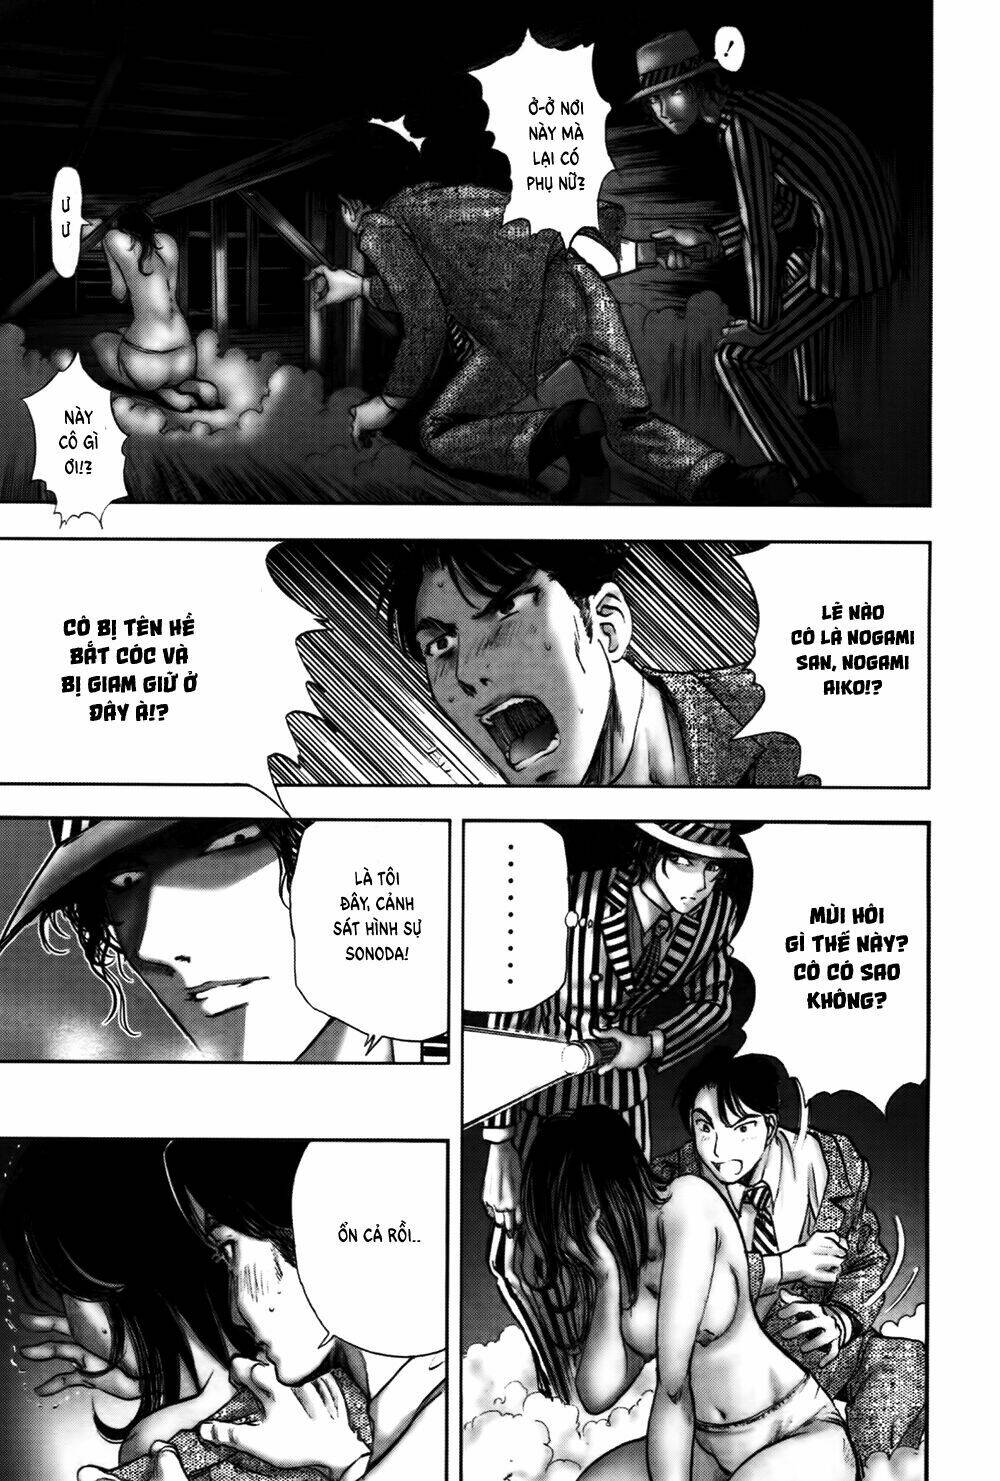 !
Ở-Ở NƠI
NÀY MÀ
LẠI CÓ
PHỤ NỮ?
Ư
Ư
NÀY
CÔ GÌ
ƠI!?
LẼ NÀO
CÔ LÀ NOGAMI
SAN, NOGAMI
AIKO!?
CÔ BỊ TÊN HỀ
BẮT CÓC VÀ
BỊ GIAM GIỮ Ở
ĐÂY À!?
MÙI HÔI
GÌ THẾ NÀY?
CÔ CÓ SAO
KHÔNG?
........
LÀ TÔI
ĐÂY, CẢNH
SÁT HÌNH SỰ
SONODA!
ỔN CẢ RỒI..